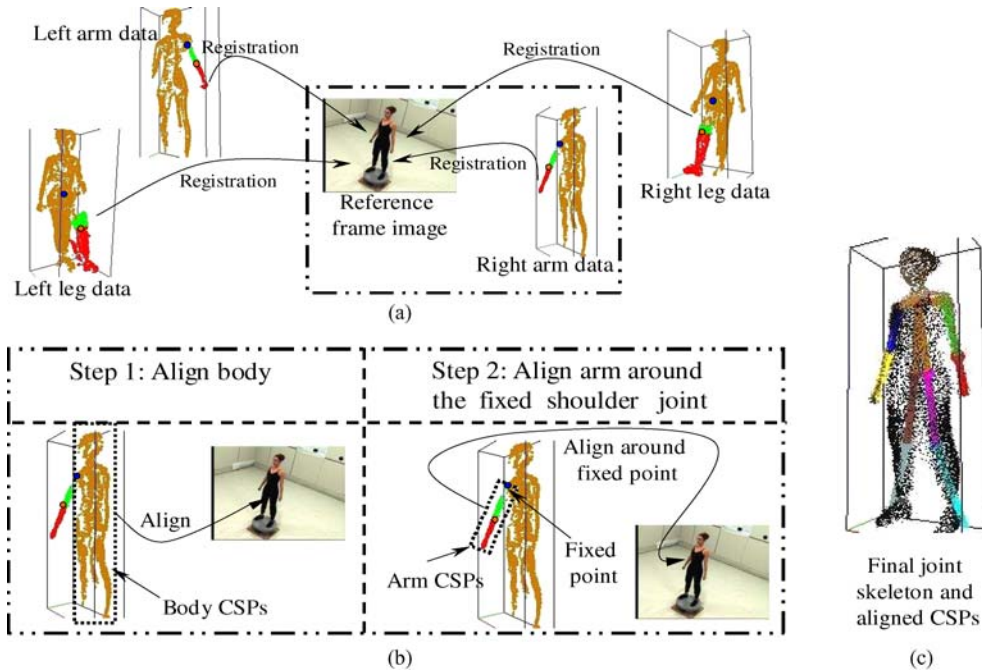 Left arm data
Registration
Registration
Registration
Registration
Reference
frame image
Right leg data
Right arm data
Left leg data
(a)
Step 1: Align body
Step 2: Align arm around
the fixed shoulder joint
Align
Body CSPs
Align around
fixed point
Arm CSPs
Fixed
point
(b)
Final joint
skeleton and
aligned CSPs
(c)